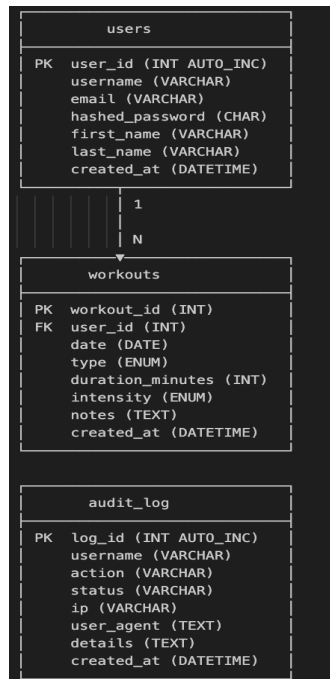 users
PK user_id (INT AUTO_INC)
username (VARCHAR)
email (VARCHAR)
hashed_password (CHAR)
first_name (VARCHAR)
last_name (VARCHAR)
created_at (DATETIME)
1
N
workouts
PK workout_id (INT)
FK user_id (INT)
date (DATE)
type (ENUM)
duration_minutes (INT)
intensity (ENUM)
notes (TEXT)
created_at (DATETIME)
audit_log
PK log_id (INT AUTO_INC)
username (VARCHAR)
action (VARCHAR)
status (VARCHAR)
ip (VARCHAR)
user_agent (TEXT)
details (TEXT)
created_at (DATETIME)